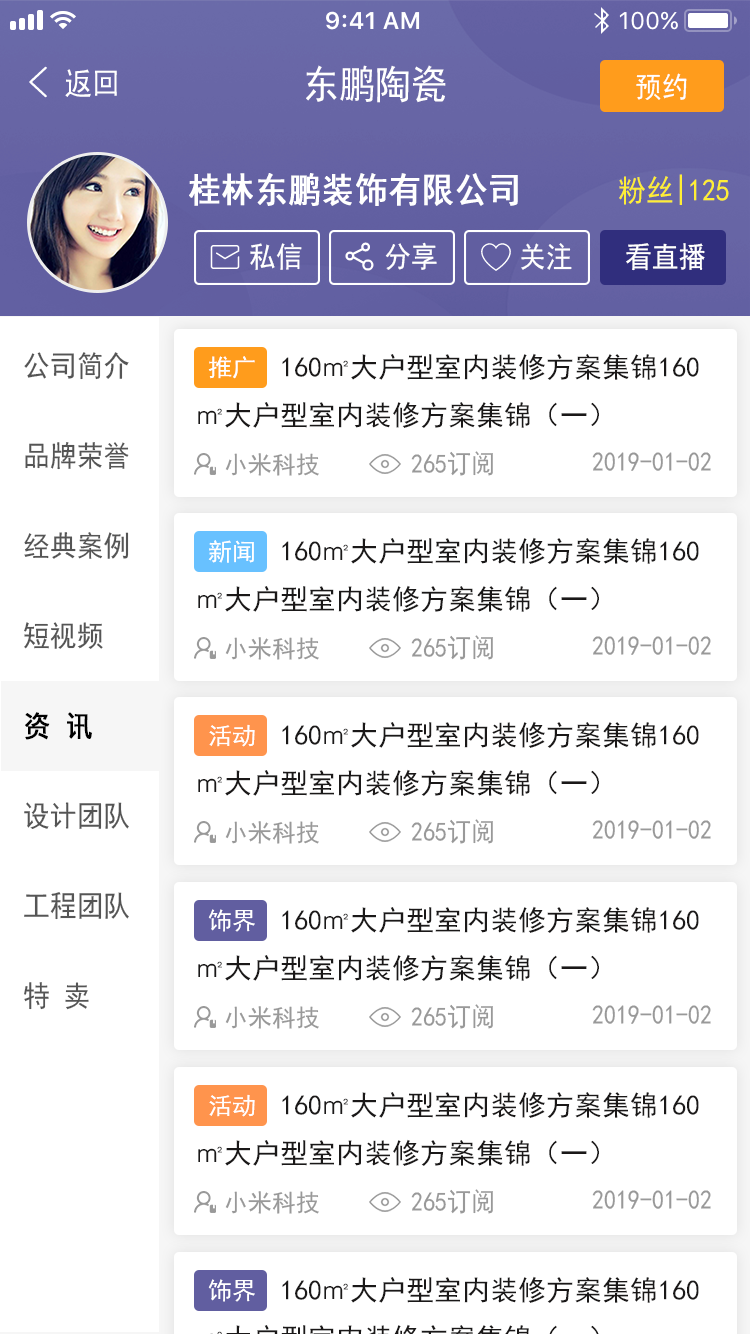 9:41 AM 100%
返回 东鹏陶瓷 预约
桂林东鹏装饰有限公司 粉丝|125
私信 分享 关注 看直播
公司简介
品牌荣誉
经典案例
短视频
资 讯
设计团队
工程团队
特 卖
推广 160㎡大户型室内装修方案集锦160
㎡大户型室内装修方案集锦（一）
小米科技 265订阅 2019-01-02
新闻 160㎡大户型室内装修方案集锦160
㎡大户型室内装修方案集锦（一）
小米科技 265订阅 2019-01-02
活动 160㎡大户型室内装修方案集锦160
㎡大户型室内装修方案集锦（一）
小米科技 265订阅 2019-01-02
饰界 160㎡大户型室内装修方案集锦160
㎡大户型室内装修方案集锦（一）
小米科技 265订阅 2019-01-02
活动 160㎡大户型室内装修方案集锦160
㎡大户型室内装修方案集锦（一）
小米科技 265订阅 2019-01-02
饰界 160㎡大户型室内装修方案集锦160